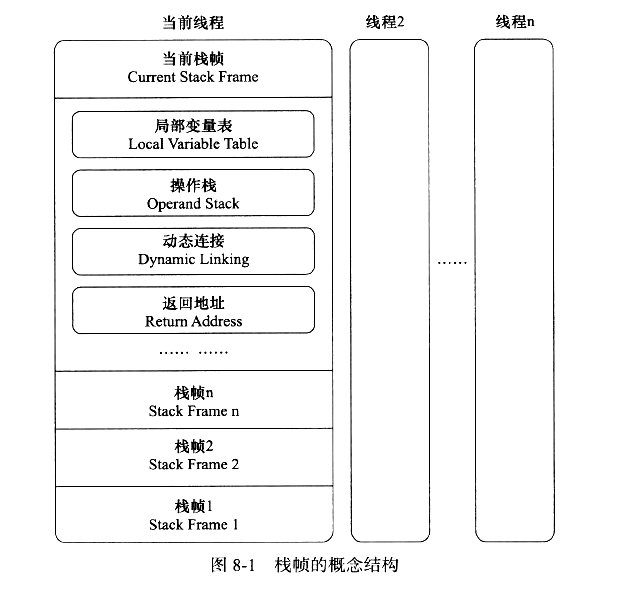 当前线程
线程2
线程n
当前栈帧
Current Stack Frame
局部变量表
Local Variable Table
操作栈
Operand Stack
动态连接
Dynamic Linking
返回地址
Return Address
…… ……
……
栈帧n
Stack Frame n
栈帧2
Stack Frame 2
栈帧1
Stack Frame 1
图 8-1 栈帧的概念结构